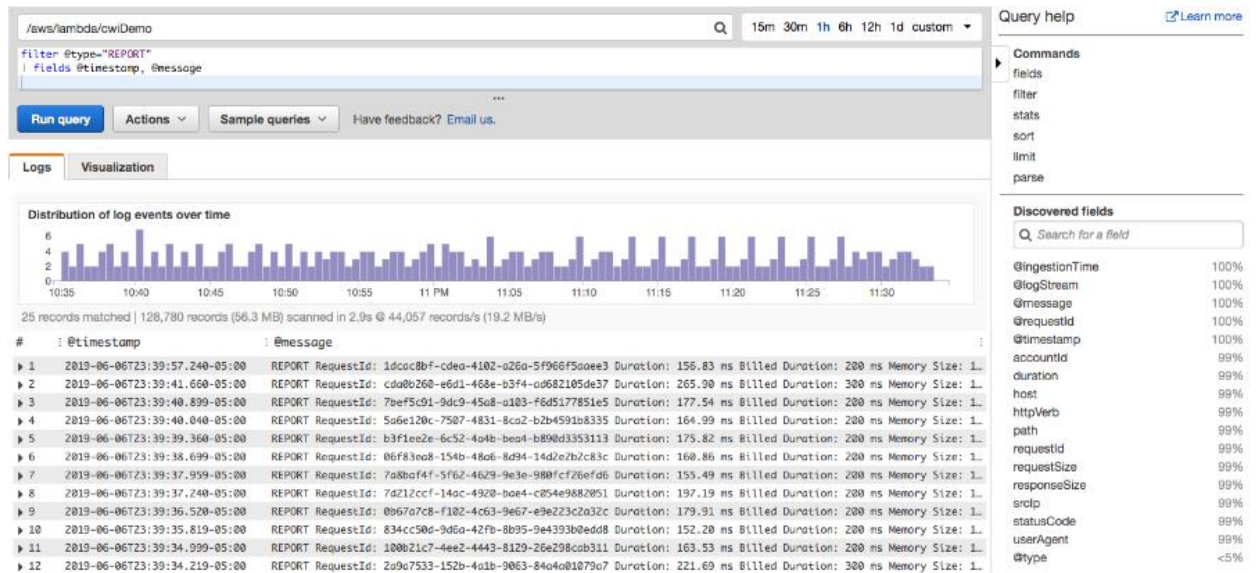 /aws/lambda/cwiDemo
15m 30m 1h 6h 12h 1d custom
filter @type="REPORT"
| fields @timestamp, @message
Run query Actions Sample queries Have feedback? Email us.
Logs Visualization
Distribution of log events over time
6
4
2
0
10:35 10:40 10:45 10:50 10:55 11 PM 11:05 11:10 11:15 11:20 11:25 11:30
25 records matched | 128,780 records (56.3 MB) scanned in 2.9s @ 44,057 records/s (19.2 MB/s)
# : @timestamp : @message :
1 2019-06-06T23:39:57.240-05:00 REPORT RequestId: 1dcac8bf-cdea-4102-a26a-5f966f5aaee3 Duration: 156.83 ms Billed Duration: 200 ms Memory Size: 1…
2 2019-06-06T23:39:41.660-05:00 REPORT RequestId: cda0b260-e6d1-468e-b3f4-ad682105de37 Duration: 265.90 ms Billed Duration: 300 ms Memory Size: 1…
3 2019-06-06T23:39:40.899-05:00 REPORT RequestId: 7bef5c91-9dc9-45a8-a103-f6d5177851e5 Duration: 177.54 ms Billed Duration: 200 ms Memory Size: 1…
4 2019-06-06T23:39:40.040-05:00 REPORT RequestId: 5a6e120c-7507-4831-8ca2-b2b4591b8335 Duration: 164.99 ms Billed Duration: 200 ms Memory Size: 1…
5 2019-06-06T23:39:39.360-05:00 REPORT RequestId: b3f1ee2e-6c52-4a4b-bea4-b890d3353113 Duration: 175.82 ms Billed Duration: 200 ms Memory Size: 1…
6 2019-06-06T23:39:38.699-05:00 REPORT RequestId: 06f83ea8-154b-48a6-8d94-14d2e2b2c83c Duration: 160.86 ms Billed Duration: 200 ms Memory Size: 1…
7 2019-06-06T23:39:37.959-05:00 REPORT RequestId: 7a8baf4f-5f62-4629-9e3e-980fcf26efd6 Duration: 155.49 ms Billed Duration: 200 ms Memory Size: 1…
8 2019-06-06T23:39:37.240-05:00 REPORT RequestId: 7d212ccf-14ac-4920-bae4-c054e9882051 Duration: 197.19 ms Billed Duration: 200 ms Memory Size: 1…
9 2019-06-06T23:39:36.520-05:00 REPORT RequestId: 0b67a7c8-f102-4c63-9e67-e9e223c2a32c Duration: 179.91 ms Billed Duration: 200 ms Memory Size: 1…
10 2019-06-06T23:39:35.819-05:00 REPORT RequestId: 834cc50d-9d6a-42fb-8b95-9e4393b0edd8 Duration: 152.20 ms Billed Duration: 200 ms Memory Size: 1…
11 2019-06-06T23:39:34.999-05:00 REPORT RequestId: 100b21c7-4ee2-4443-8129-26e298cab311 Duration: 163.53 ms Billed Duration: 200 ms Memory Size: 1…
12 2019-06-06T23:39:34.219-05:00 REPORT RequestId: 2a9a7533-152b-4a1b-9063-84a4a01079a7 Duration: 221.69 ms Billed Duration: 300 ms Memory Size: 1…
Query help Learn more
Commands
fields
filter
stats
sort
limit
parse
Discovered fields
Search for a field
@ingestionTime 100%
@logStream 100%
@message 100%
@requestId 100%
@timestamp 100%
accountId 99%
duration 99%
host 99%
httpVerb 99%
path 99%
requestId 99%
requestSize 99%
responseSize 99%
srcIp 99%
statusCode 99%
userAgent 99%
@type <5%